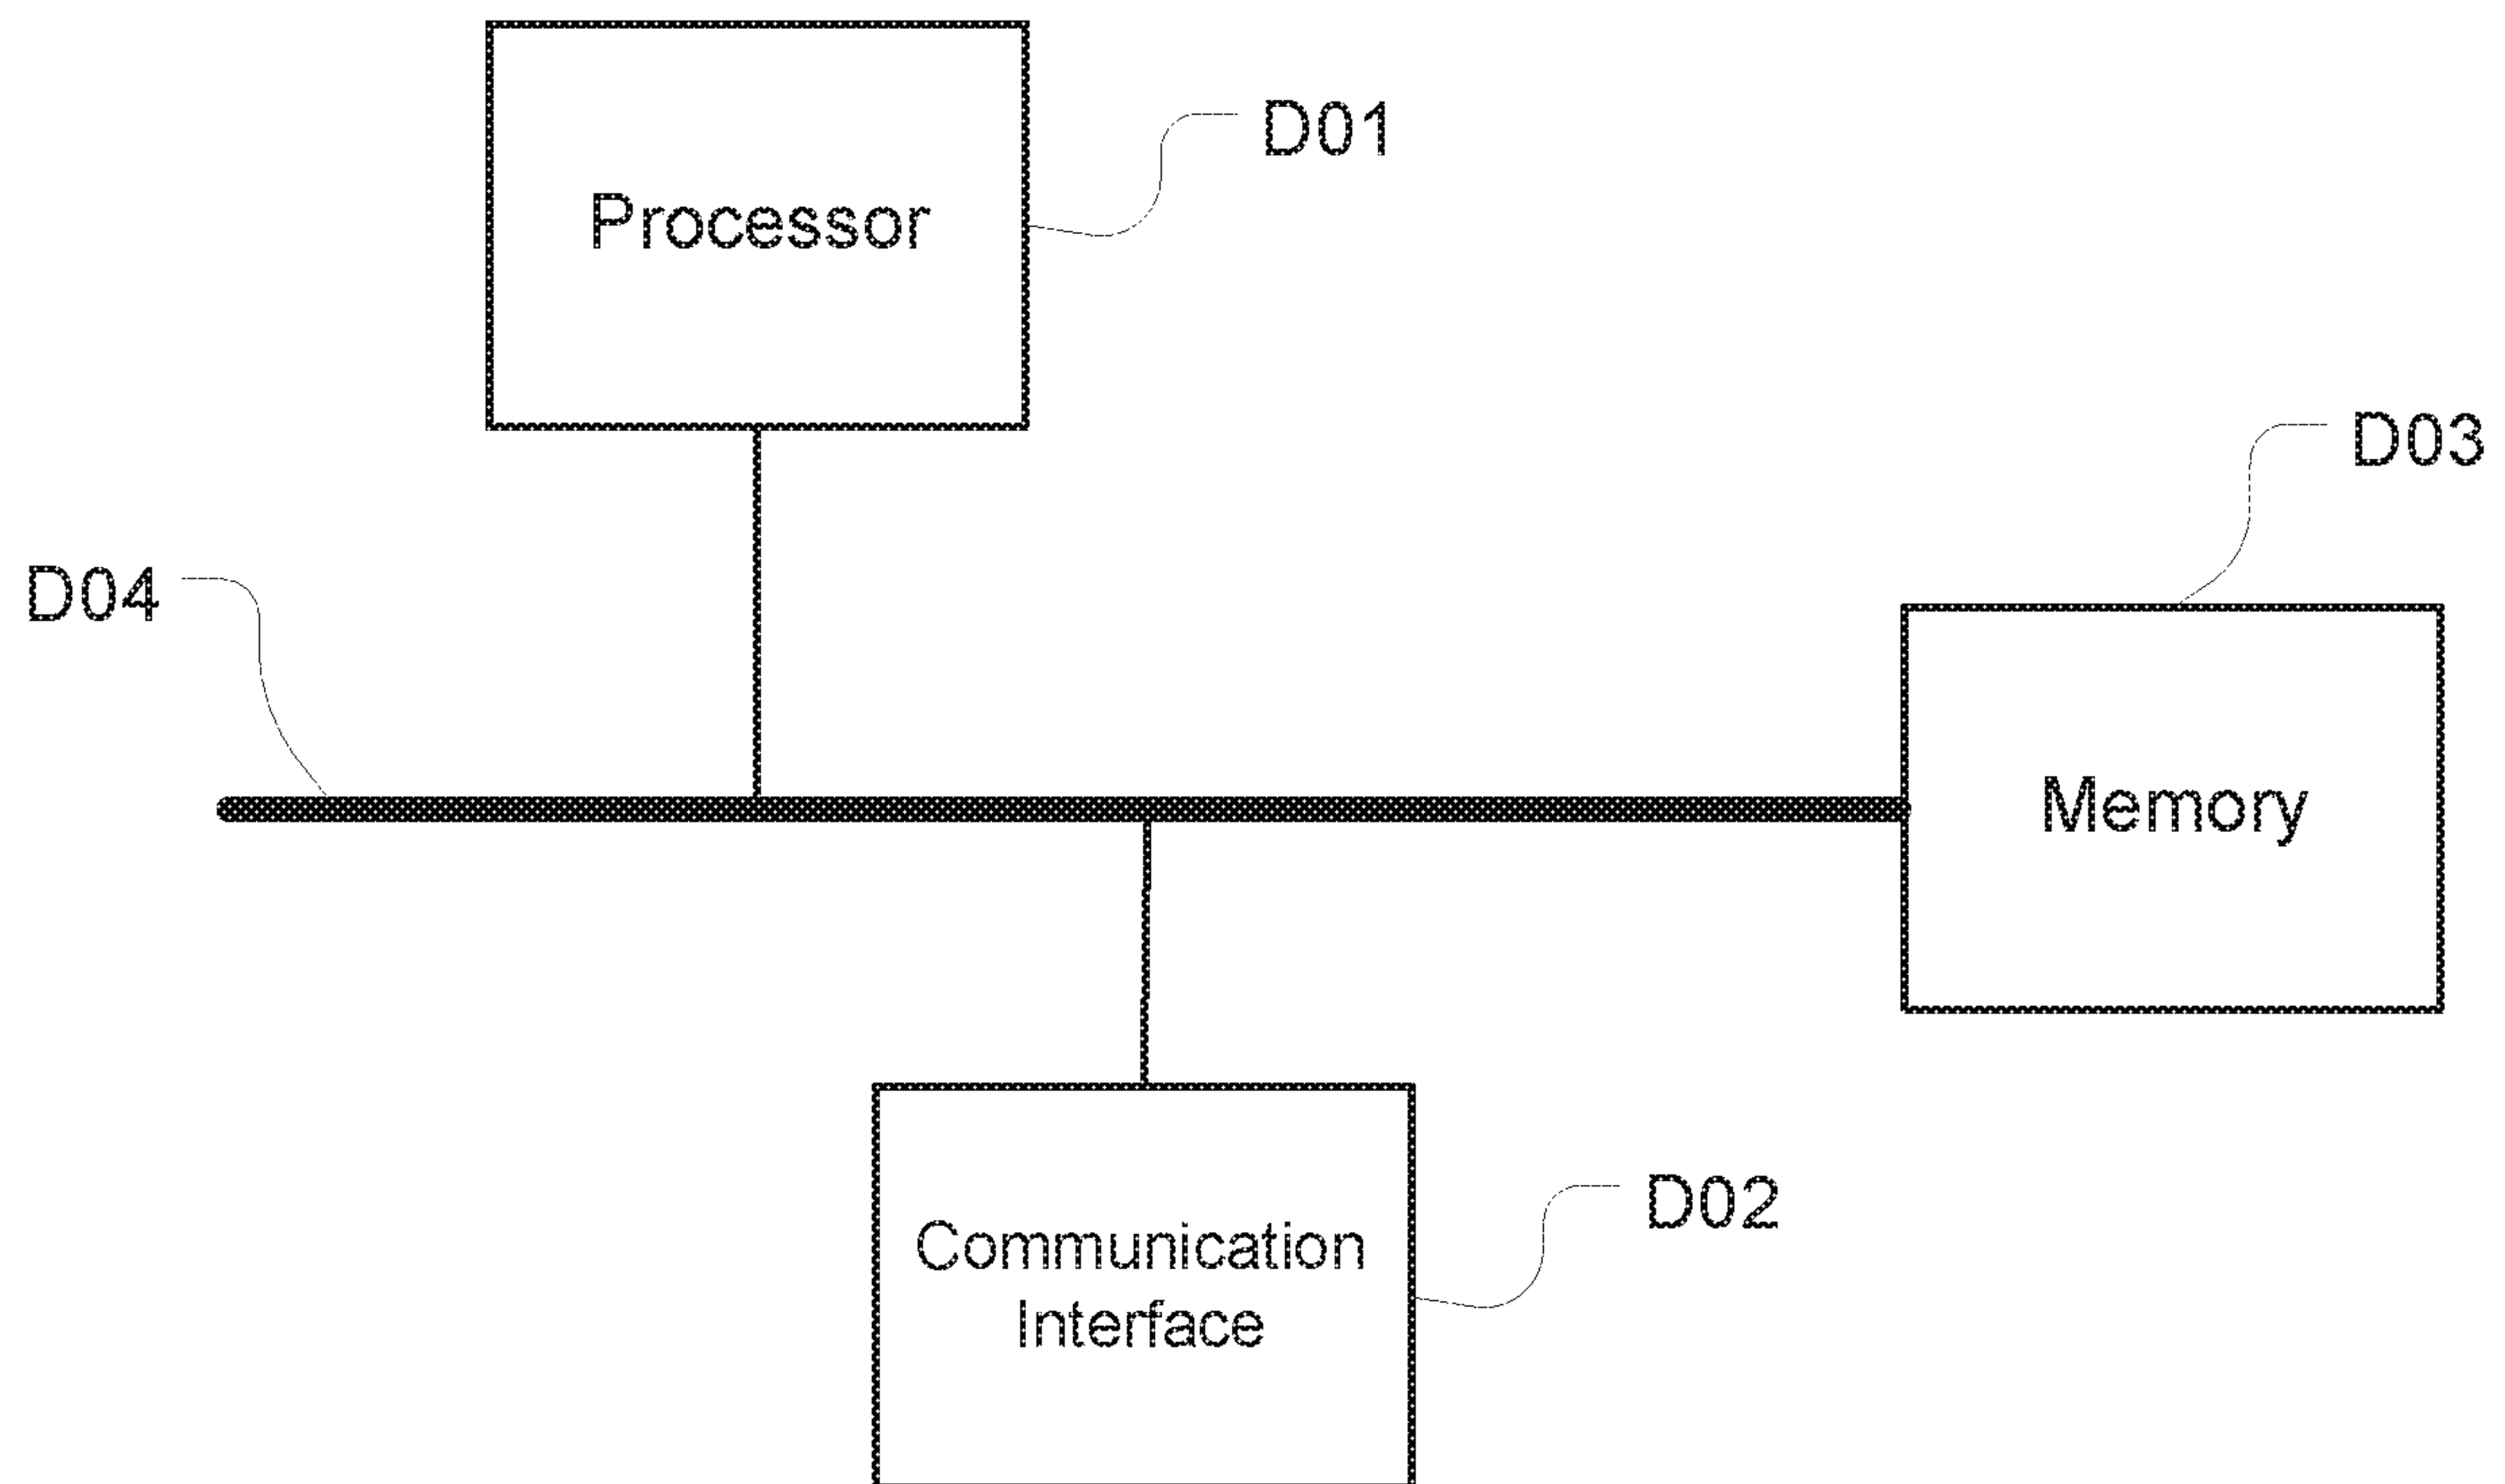 D01
Processor
D03
D04
Memory
D02
Communication
Interface